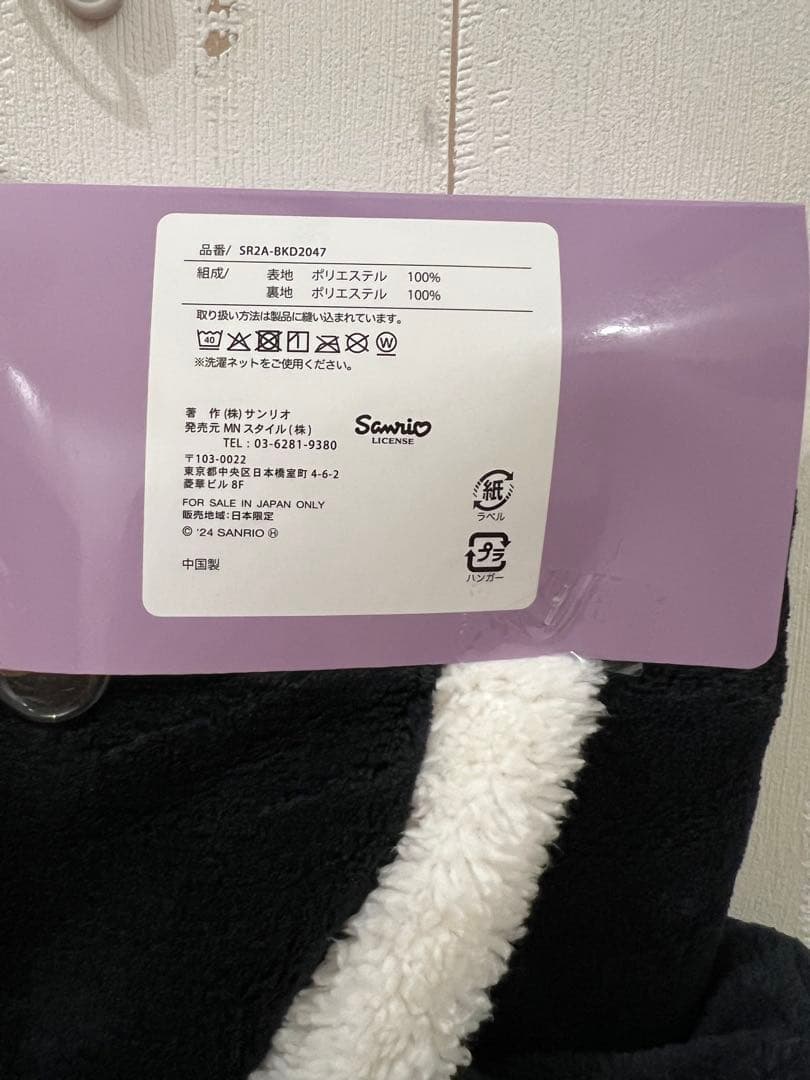 品番/ SR2A-BKD2047
組成/ 表地 ポリエステル 100%
裏地 ポリエステル 100%
取り扱い方法は製品に縫い込まれています。
40 W
※洗濯ネットをご使用ください。
著 作 (株) サンリオ
発売元 MN スタイル (株)
TEL : 03-6281-9380
〒103-0022
東京都中央区日本橋室町 4-6-2
菱華ビル 8F
FOR SALE IN JAPAN ONLY
販売地域:日本限定
© '24 SANRIO Ⓗ
中国製
Sanrio
LICENSE
紙
ラベル
プラ
ハンガー